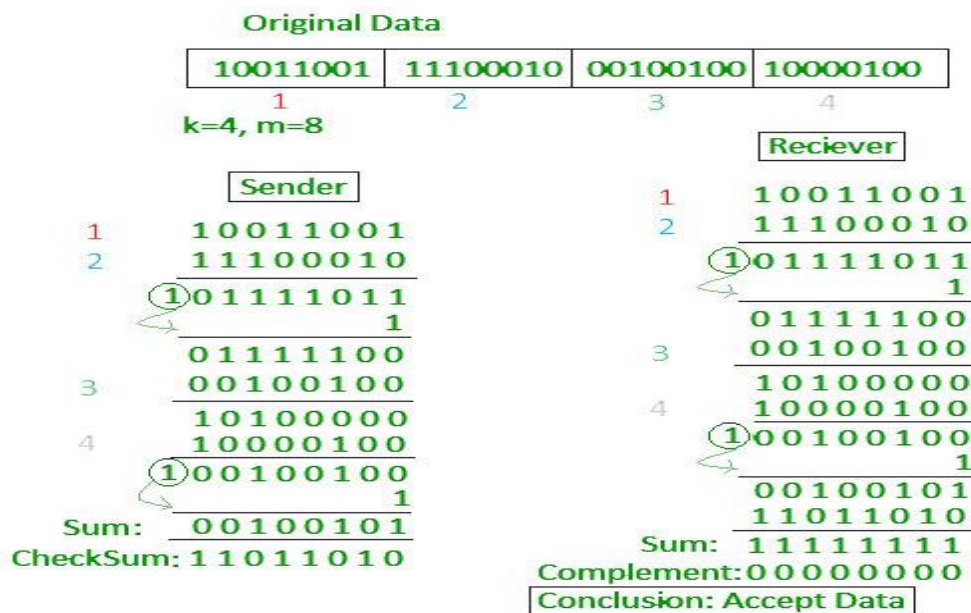 Original Data
10011001 11100010 00100100 10000100
1 2 3 4
k=4, m=8
Sender
1 10011001
2 11100010
1 01111011
1
01111100
3 00100100
10100000
4 10000100
1 00100100
1
Sum: 00100101
CheckSum: 11011010
Reciever
1 10011001
2 11100010
1 01111011
1
01111100
3 00100100
10100000
4 10000100
1 00100100
1
00100101
11011010
Sum: 11111111
Complement: 00000000
Conclusion: Accept Data